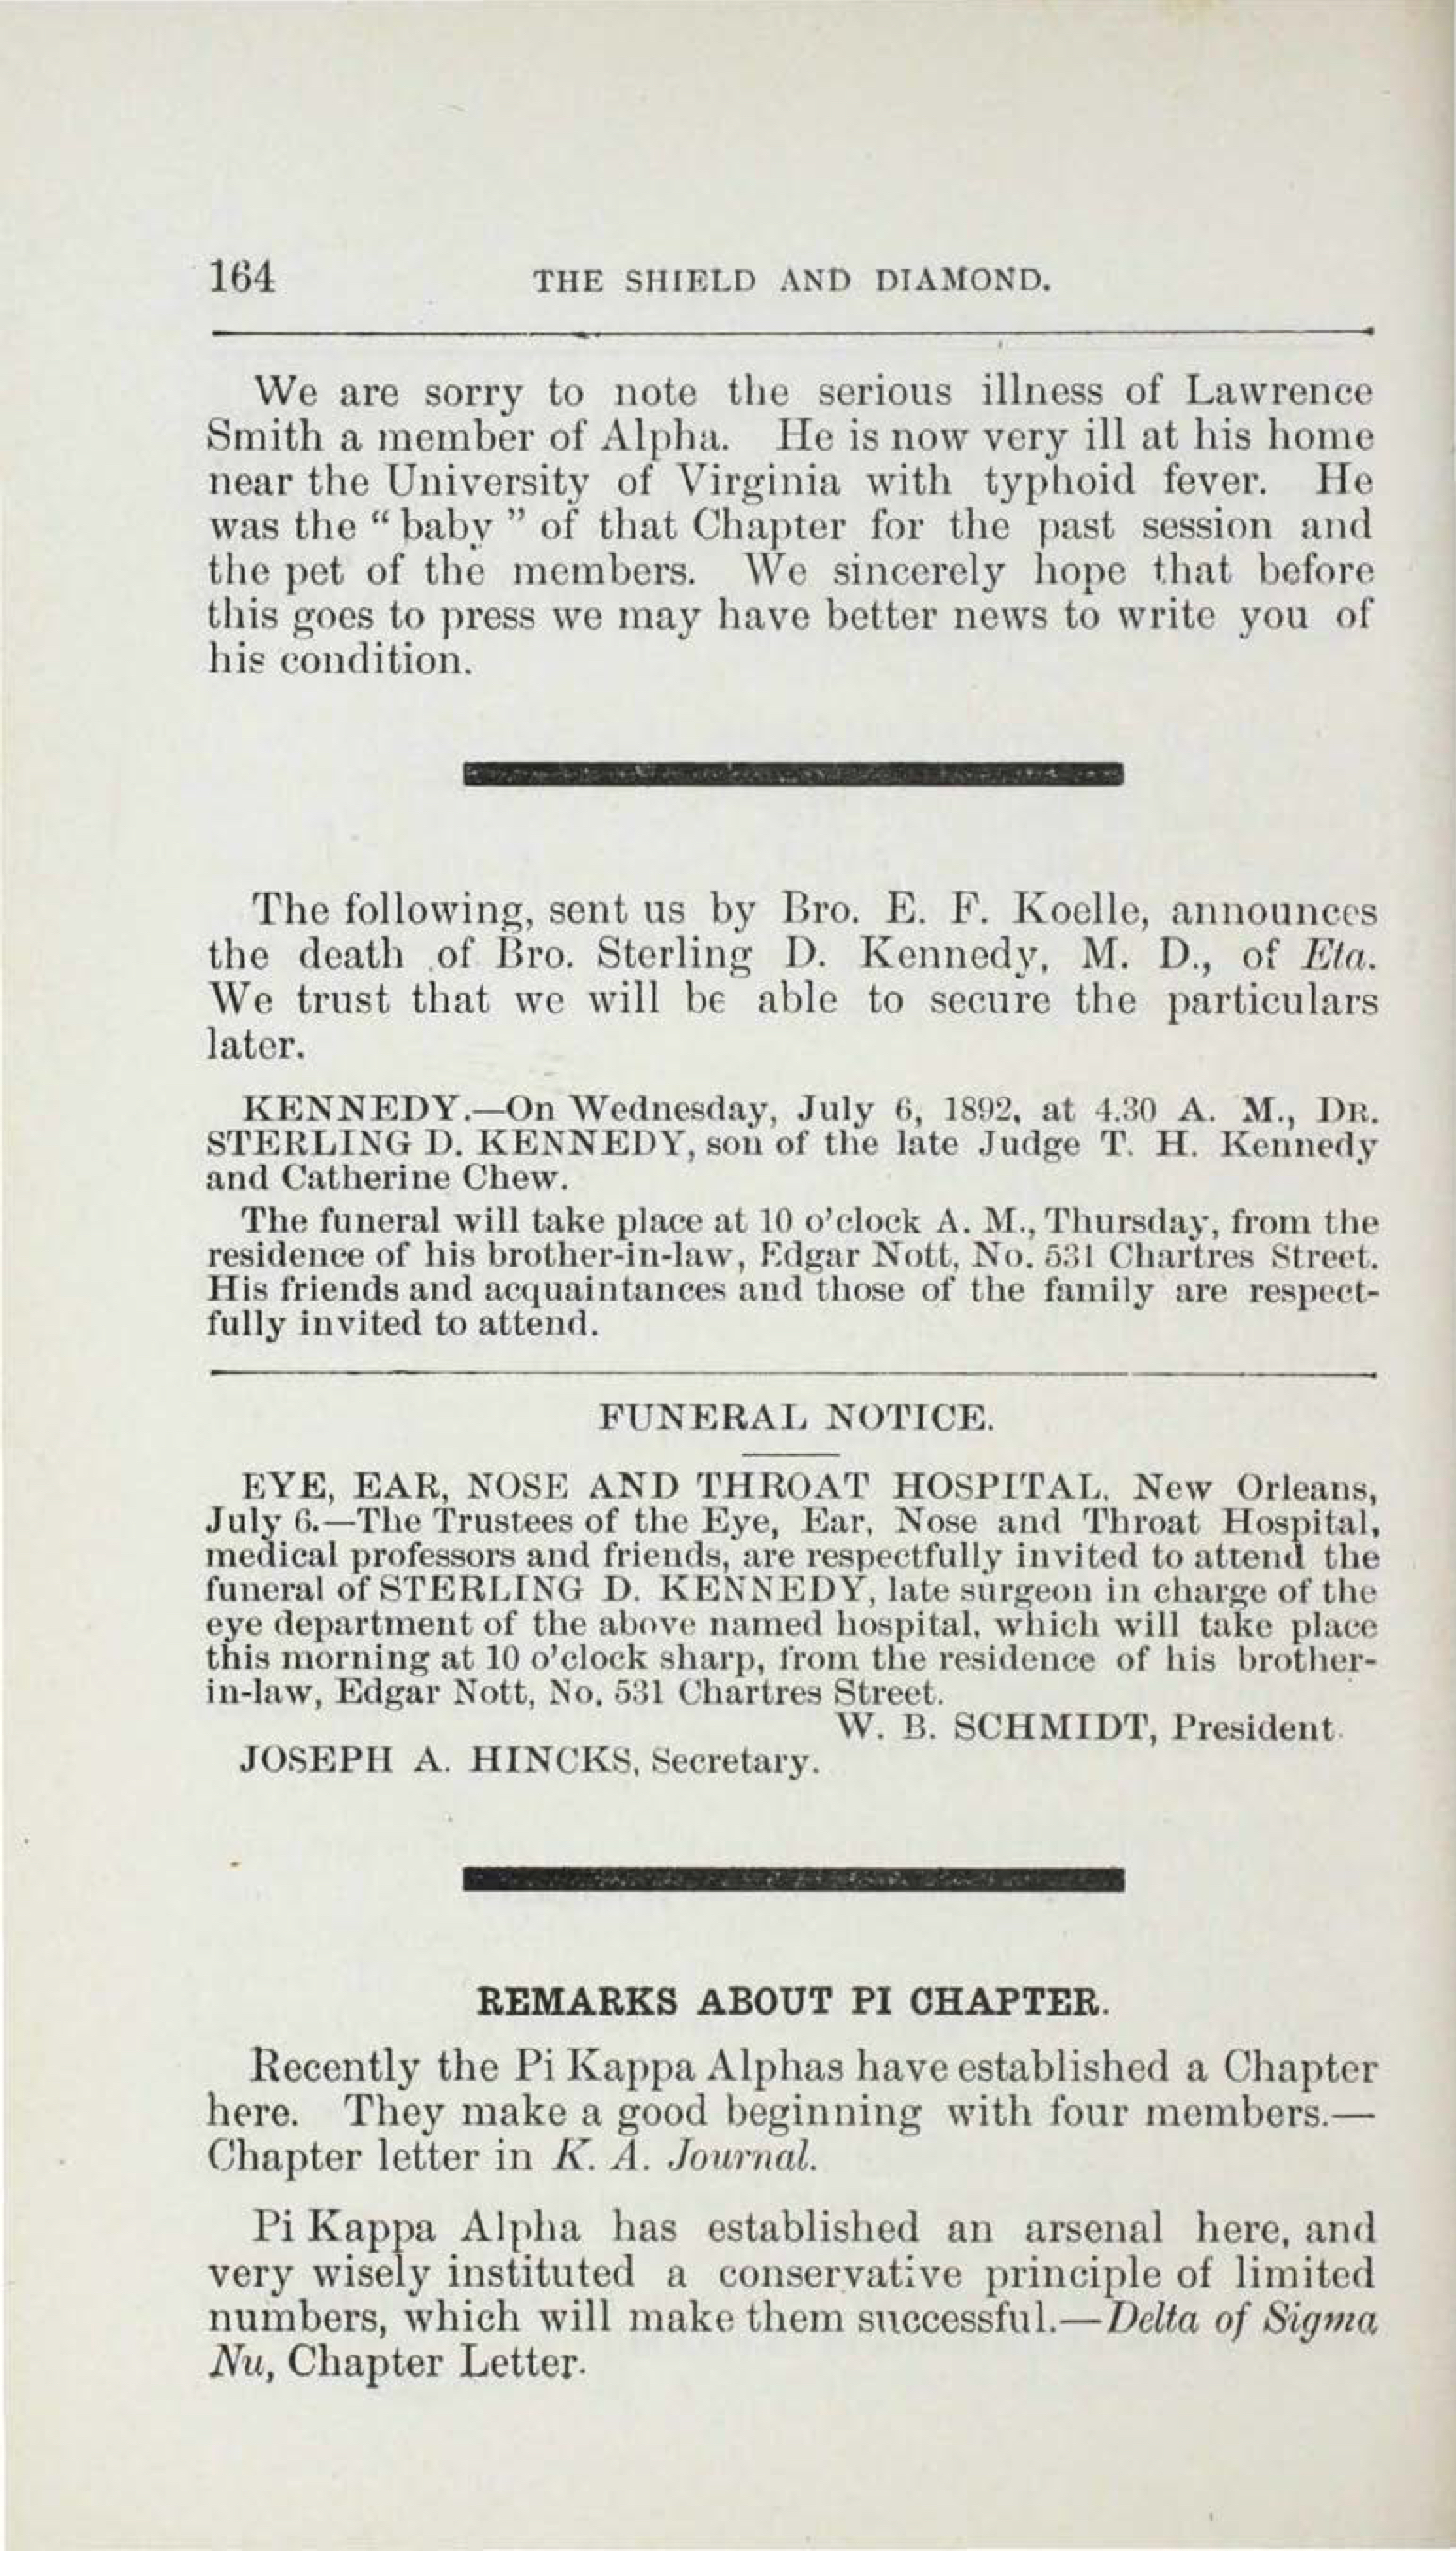 164 THE SHIELD AND DIAMOND.
We are sorry to note the serious illness of Lawrence
Smith a member of Alpha. He is now very ill at his home
near the University of Virginia with typhoid fever. He
was the “ baby ” of that Chapter for the past session and
the pet of the members. We sincerely hope that before
this goes to press we may have better news to write you of
his condition.
The following, sent us by Bro. E. F. Koelle, announces
the death of Bro. Sterling D. Kennedy, M. D., of Eta.
We trust that we will be able to secure the particulars
later.
KENNEDY.—On Wednesday, July 6, 1892, at 4.30 A. M., DR.
STERLING D. KENNEDY, son of the late Judge T. H. Kennedy
and Catherine Chew.
The funeral will take place at 10 o'clock A. M., Thursday, from the
residence of his brother-in-law, Edgar Nott, No. 531 Chartres Street.
His friends and acquaintances and those of the family are respect-
fully invited to attend.
FUNERAL NOTICE.
EYE, EAR, NOSE AND THROAT HOSPITAL, New Orleans,
July 6.—The Trustees of the Eye, Ear, Nose and Throat Hospital,
medical professors and friends, are respectfully invited to attend the
funeral of STERLING D. KENNEDY, late surgeon in charge of the
eye department of the above named hospital, which will take place
this morning at 10 o'clock sharp, from the residence of his brother-
in-law, Edgar Nott, No. 531 Chartres Street.
W. B. SCHMIDT, President.
JOSEPH A. HINCKS, Secretary.
REMARKS ABOUT PI CHAPTER.
Recently the Pi Kappa Alphas have established a Chapter
here. They make a good beginning with four members.—
Chapter letter in K. A. Journal.
Pi Kappa Alpha has established an arsenal here, and
very wisely instituted a conservative principle of limited
numbers, which will make them successful.—Delta of Sigma
Nu, Chapter Letter.